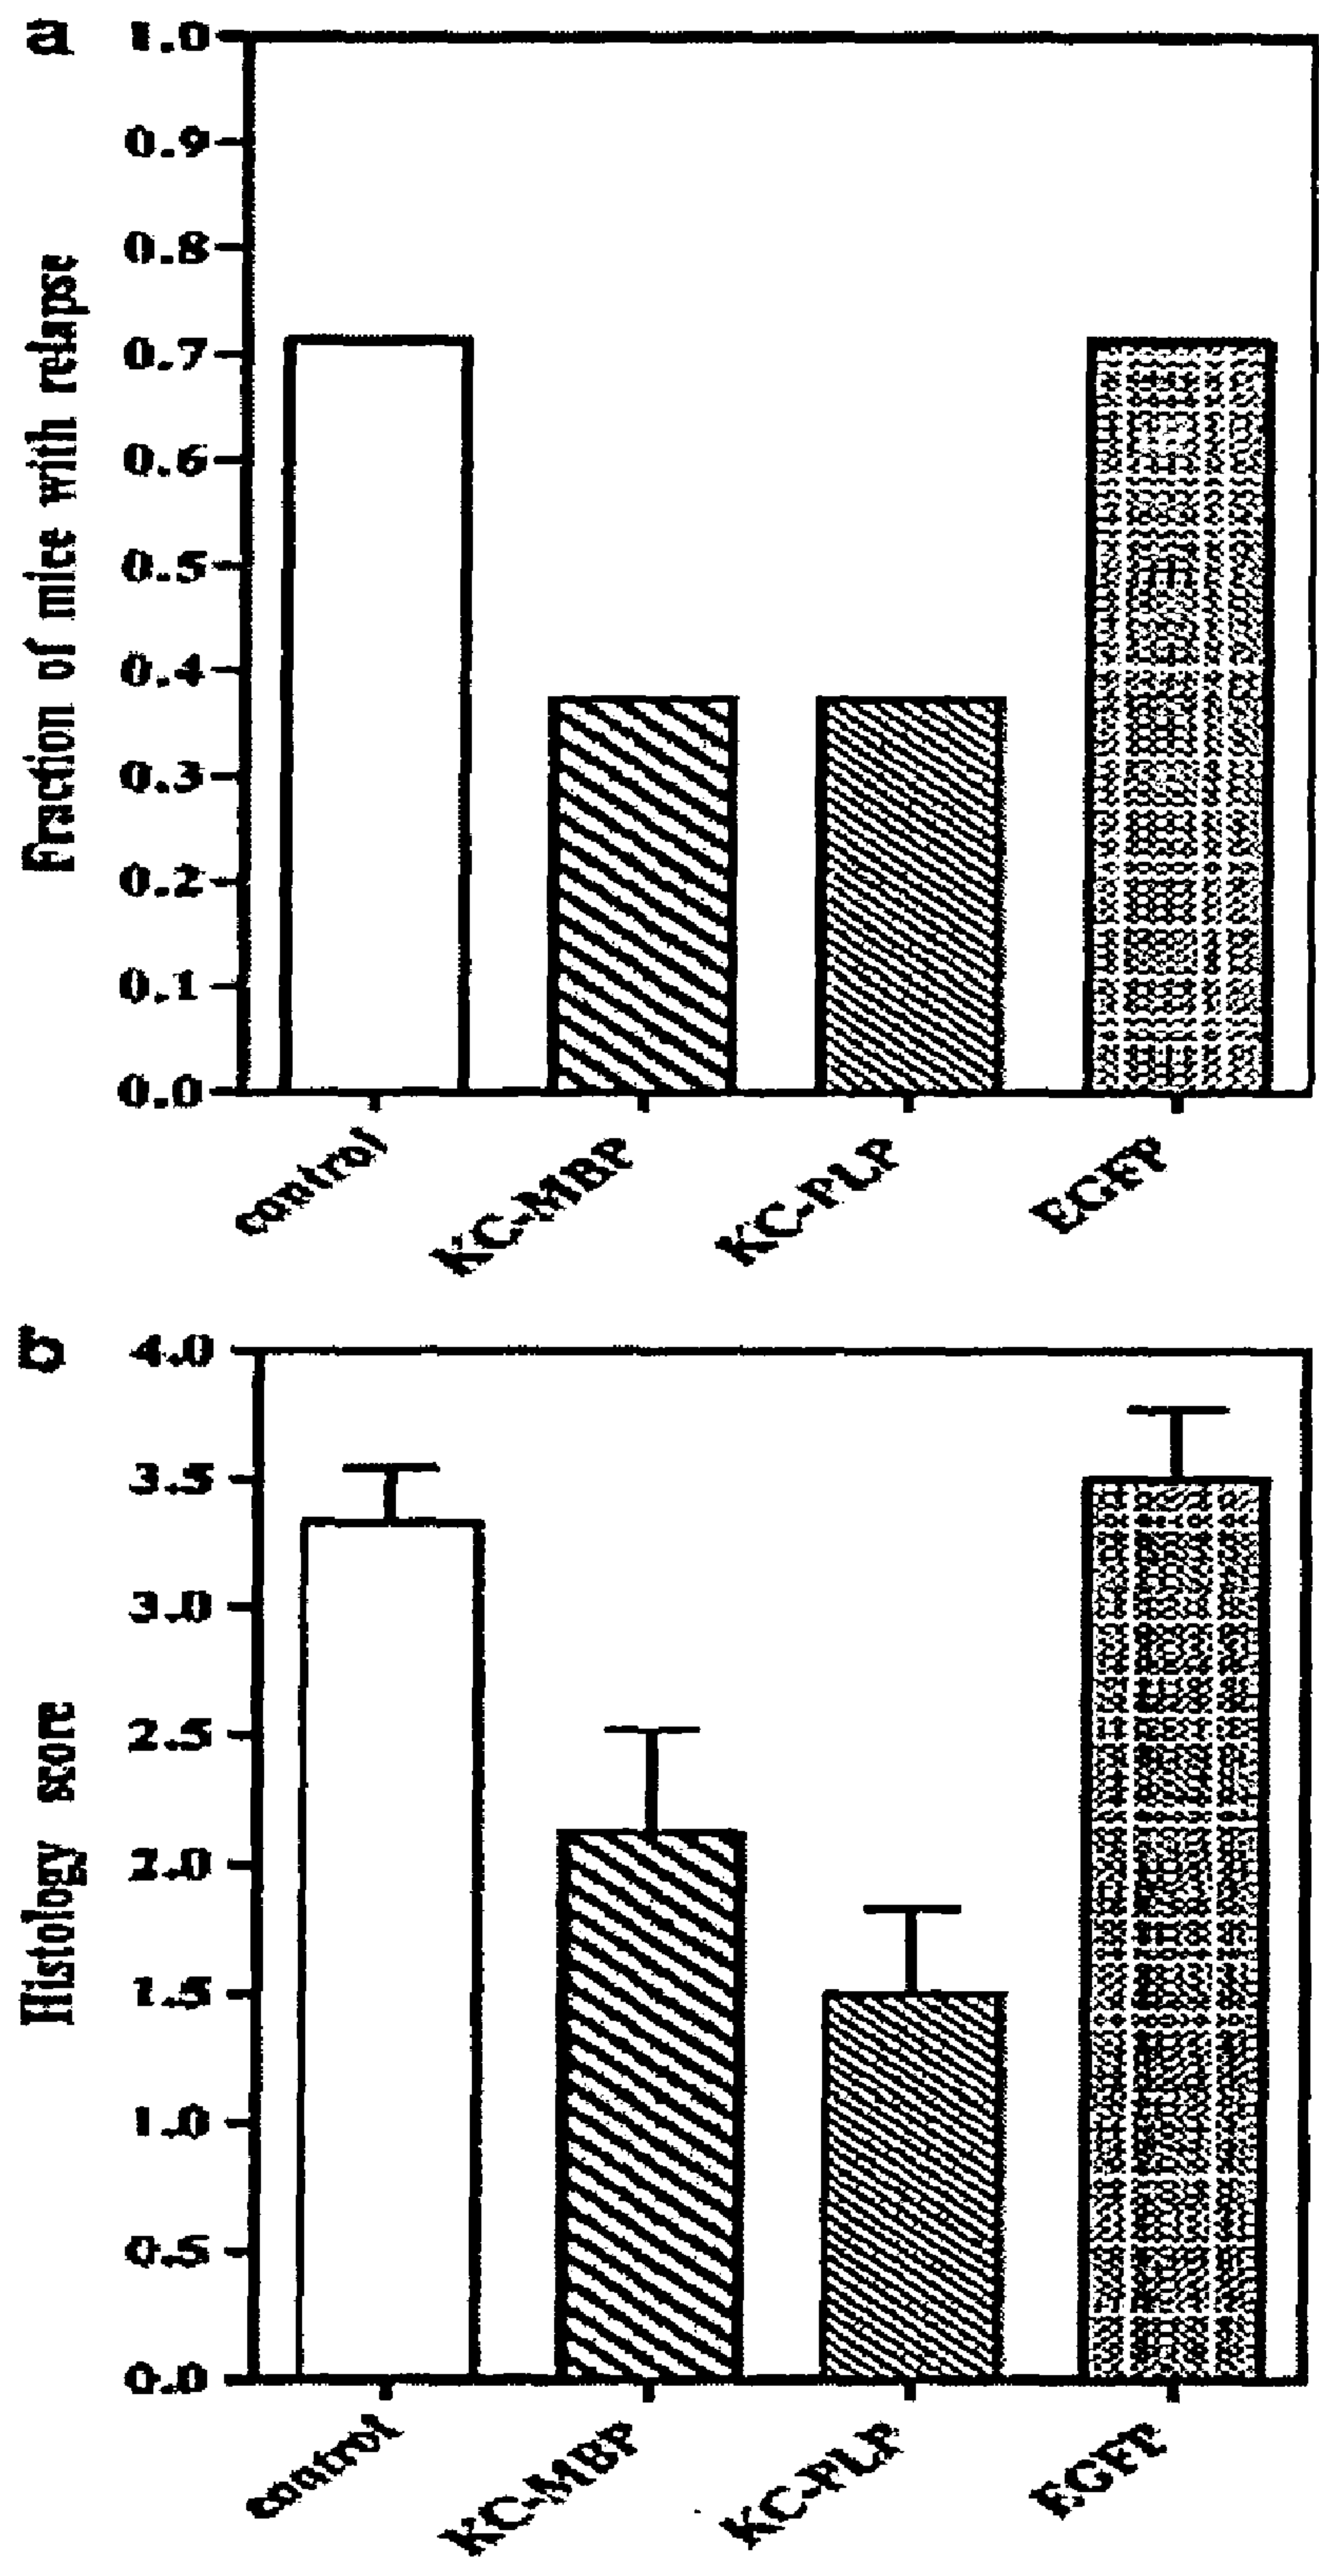 a
1.0
0.9
0.8
0.7
0.6
0.5
0.4
0.3
0.2
0.1
0.0
Fraction of mice with relapse
control
KC-MBP
KC-PLP
EGFP
b
4.0
3.5
3.0
2.5
2.0
1.5
1.0
0.5
0.0
Histology score
control
KC-MBP
KC-PLP
EGFP